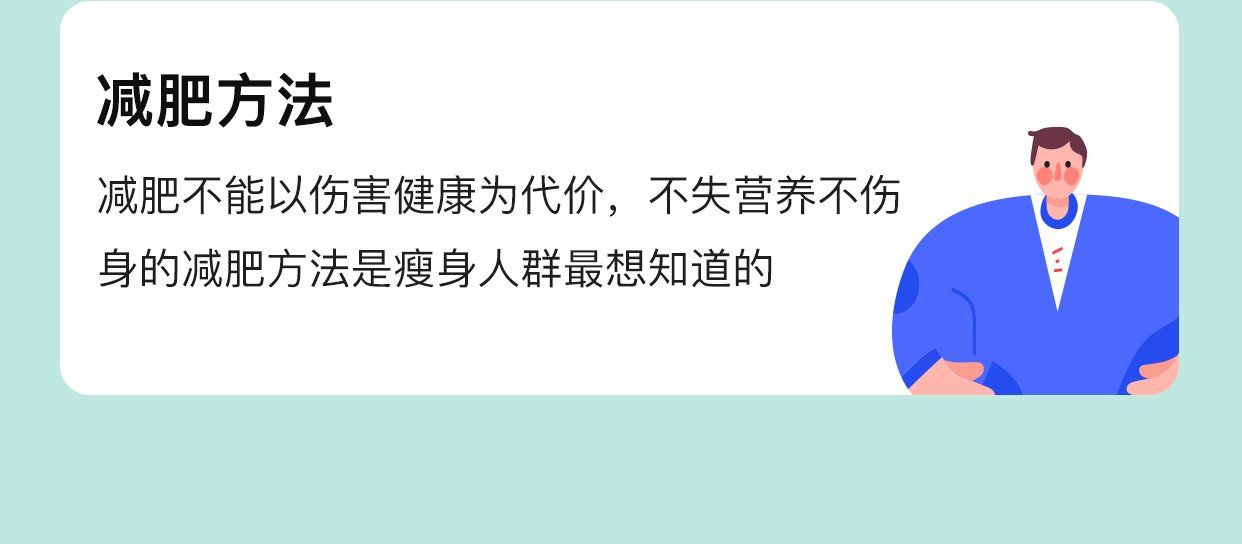 减肥方法
减肥不能以伤害健康为代价，不失营养不伤
身的减肥方法是瘦身人群最想知道的